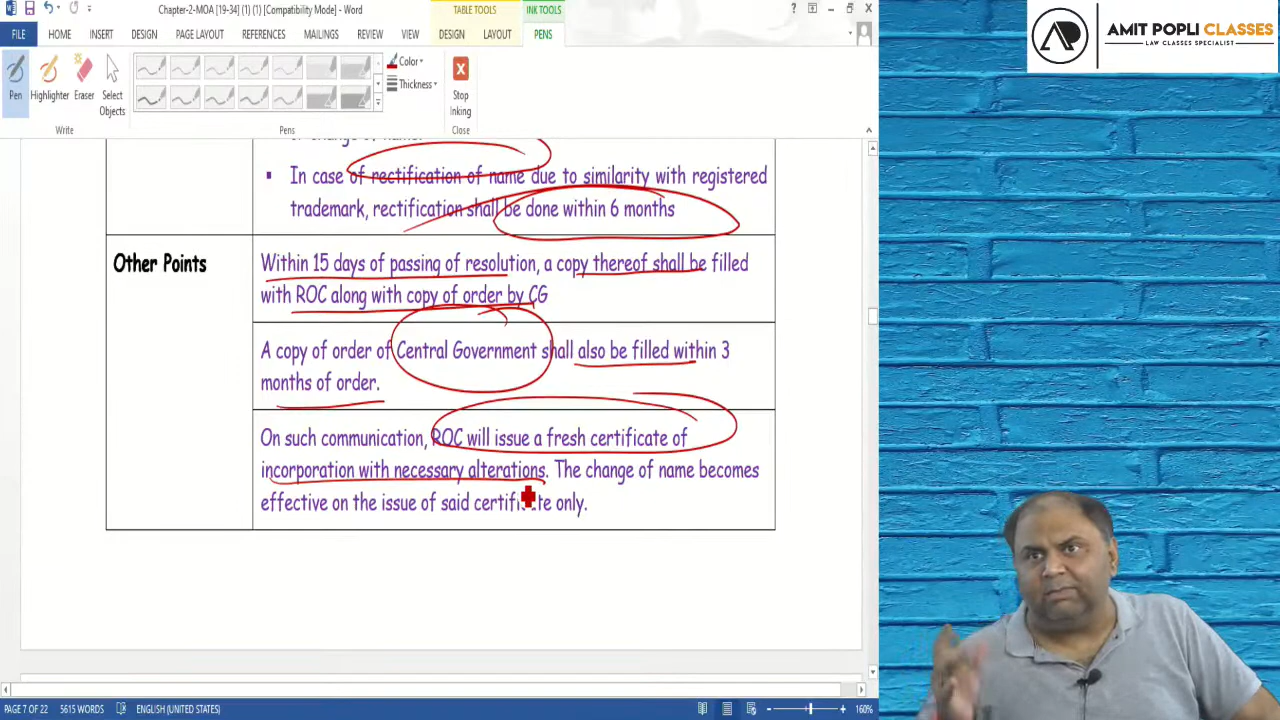 Chapter-2-MOA [19-34] (1) (1) [Compatibility Mode] - Word
TABLE TOOLS
INK TOOLS
FILE HOME INSERT DESIGN PAGE LAYOUT REFERENCES MAILINGS REVIEW VIEW DESIGN LAYOUT PENS
AMIT POPLI CLASSES
LAW CLASSES SPECIALIST
Pen Highlighter Eraser Select Objects
Color
Thickness
Stop Inking
Write Pens Close
or change of name.
▪ In case of rectification of name due to similarity with registered
trademark, rectification shall be done within 6 months
Other Points
Within 15 days of passing of resolution, a copy thereof shall be filled
with ROC along with copy of order by CG
A copy of order of Central Government shall also be filled within 3
months of order.
On such communication, ROC will issue a fresh certificate of
incorporation with necessary alterations. The change of name becomes
effective on the issue of said certificate only.
PAGE 7 OF 22 5615 WORDS ENGLISH (UNITED STATES) 160%